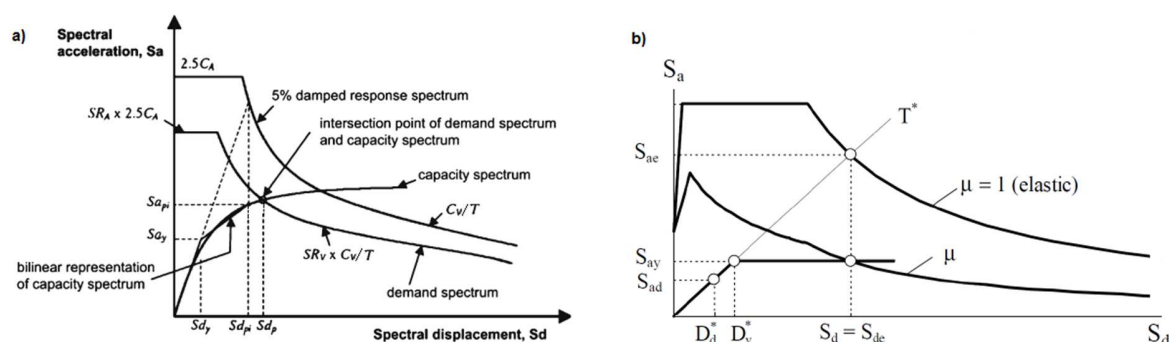 a)
Spectral
acceleration, Sa
2.5C_A
5% damped response spectrum
SR_A x 2.5C_A
intersection point of demand spectrum
and capacity spectrum
capacity spectrum
Sa_pi
Sa_y
C_V/T
SR_V x C_V/T
bilinear representation
of capacity spectrum
demand spectrum
Sd_y Sd_pi Sd_p
Spectral displacement, Sd
b)
S_a
T*
S_ae
μ = 1 (elastic)
S_ay
μ
S_ad
D_d* D_y* S_d = S_de S_d